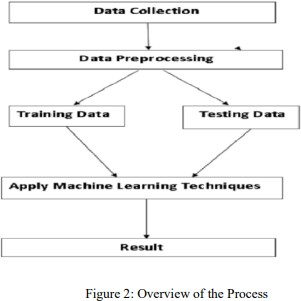 Data Collection
Data Preprocessing
Training Data
Testing Data
Apply Machine Learning Techniques
Result
Figure 2: Overview of the Process